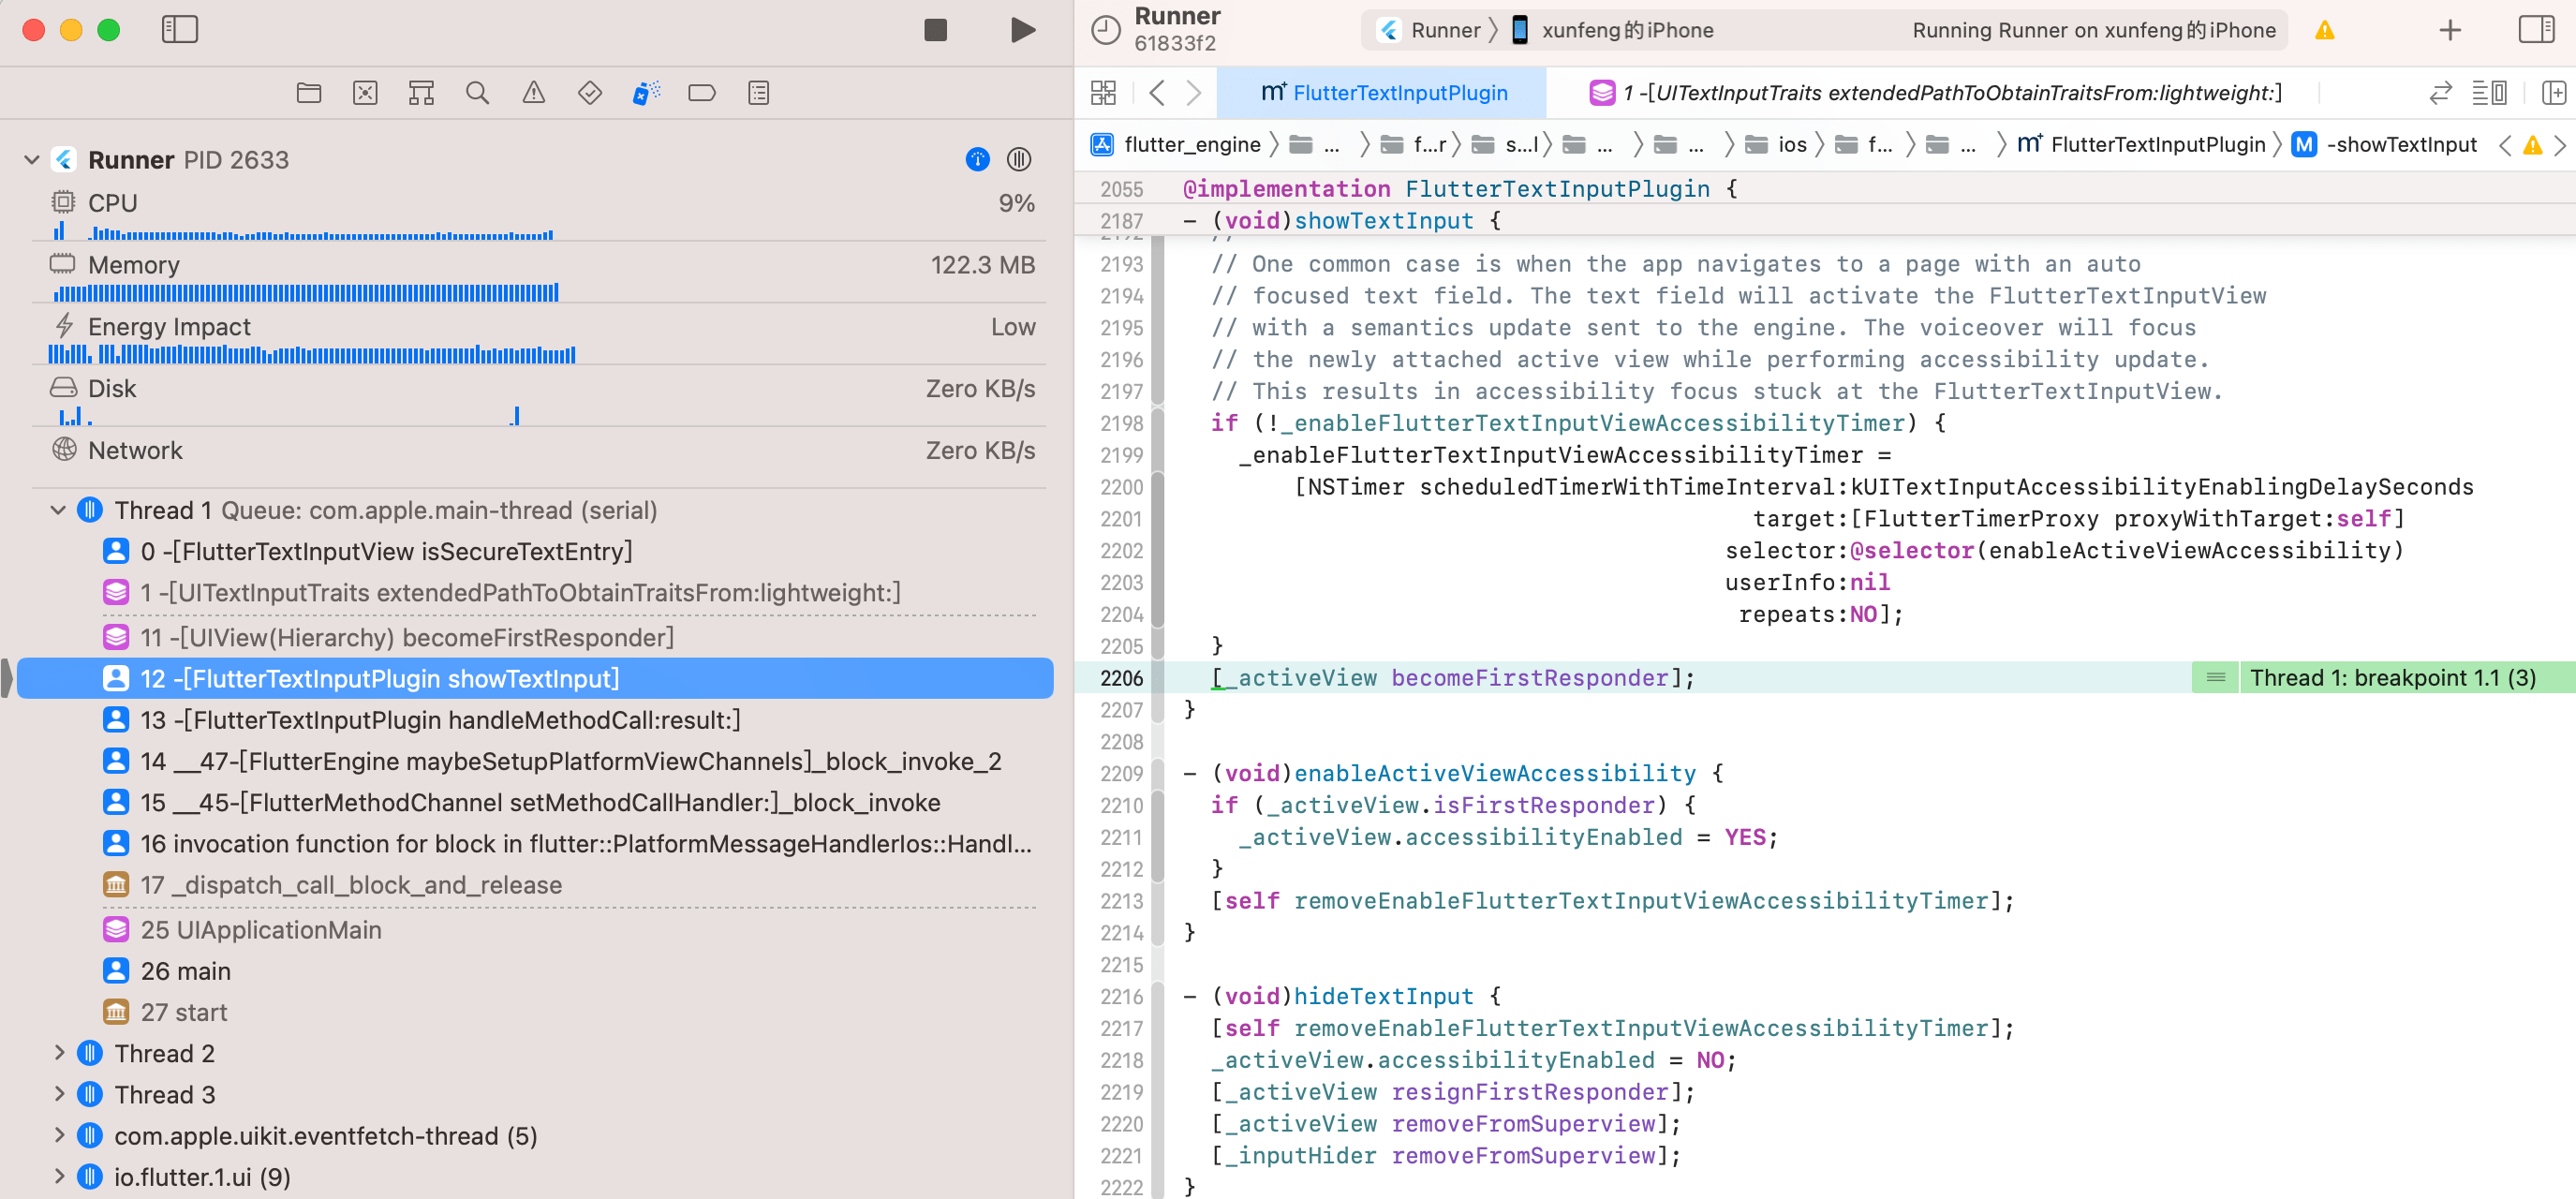 Runner
61833f2
Runner
xunfeng的iPhone
Running Runner on xunfeng的iPhone
Runner PID 2633
CPU 9%
Memory 122.3 MB
Energy Impact Low
Disk Zero KB/s
Network Zero KB/s
Thread 1 Queue: com.apple.main-thread (serial)
0 -[FlutterTextInputView isSecureTextEntry]
1 -[UITextInputTraits extendedPathToObtainTraitsFrom:lightweight:]
11 -[UIView(Hierarchy) becomeFirstResponder]
12 -[FlutterTextInputPlugin showTextInput]
13 -[FlutterTextInputPlugin handleMethodCall:result:]
14 __47-[FlutterEngine maybeSetupPlatformViewChannels]_block_invoke_2
15 __45-[FlutterMethodChannel setMethodCallHandler:]_block_invoke
16 invocation function for block in flutter::PlatformMessageHandlerIos::Handl...
17 _dispatch_call_block_and_release
25 UIApplicationMain
26 main
27 start
Thread 2
Thread 3
com.apple.uikit.eventfetch-thread (5)
io.flutter.1.ui (9)
m+ FlutterTextInputPlugin
1 -[UITextInputTraits extendedPathToObtainTraitsFrom:lightweight:]
flutter_engine ... f...r s...l ... ... ios f... ... m+ FlutterTextInputPlugin M -showTextInput
2055 @implementation FlutterTextInputPlugin {
2187 - (void)showTextInput {
2192 //
2193 // One common case is when the app navigates to a page with an auto
2194 // focused text field. The text field will activate the FlutterTextInputView
2195 // with a semantics update sent to the engine. The voiceover will focus
2196 // the newly attached active view while performing accessibility update.
2197 // This results in accessibility focus stuck at the FlutterTextInputView.
2198 if (!_enableFlutterTextInputViewAccessibilityTimer) {
2199 _enableFlutterTextInputViewAccessibilityTimer =
2200 [NSTimer scheduledTimerWithTimeInterval:kUITextInputAccessibilityEnablingDelaySeconds
2201 target:[FlutterTimerProxy proxyWithTarget:self]
2202 selector:@selector(enableActiveViewAccessibility)
2203 userInfo:nil
2204 repeats:NO];
2205 }
2206 [_activeView becomeFirstResponder]; Thread 1: breakpoint 1.1 (3)
2207 }
2208
2209 - (void)enableActiveViewAccessibility {
2210 if (_activeView.isFirstResponder) {
2211 _activeView.accessibilityEnabled = YES;
2212 }
2213 [self removeEnableFlutterTextInputViewAccessibilityTimer];
2214 }
2215
2216 - (void)hideTextInput {
2217 [self removeEnableFlutterTextInputViewAccessibilityTimer];
2218 _activeView.accessibilityEnabled = NO;
2219 [_activeView resignFirstResponder];
2220 [_activeView removeFromSuperview];
2221 [_inputHider removeFromSuperview];
2222 }